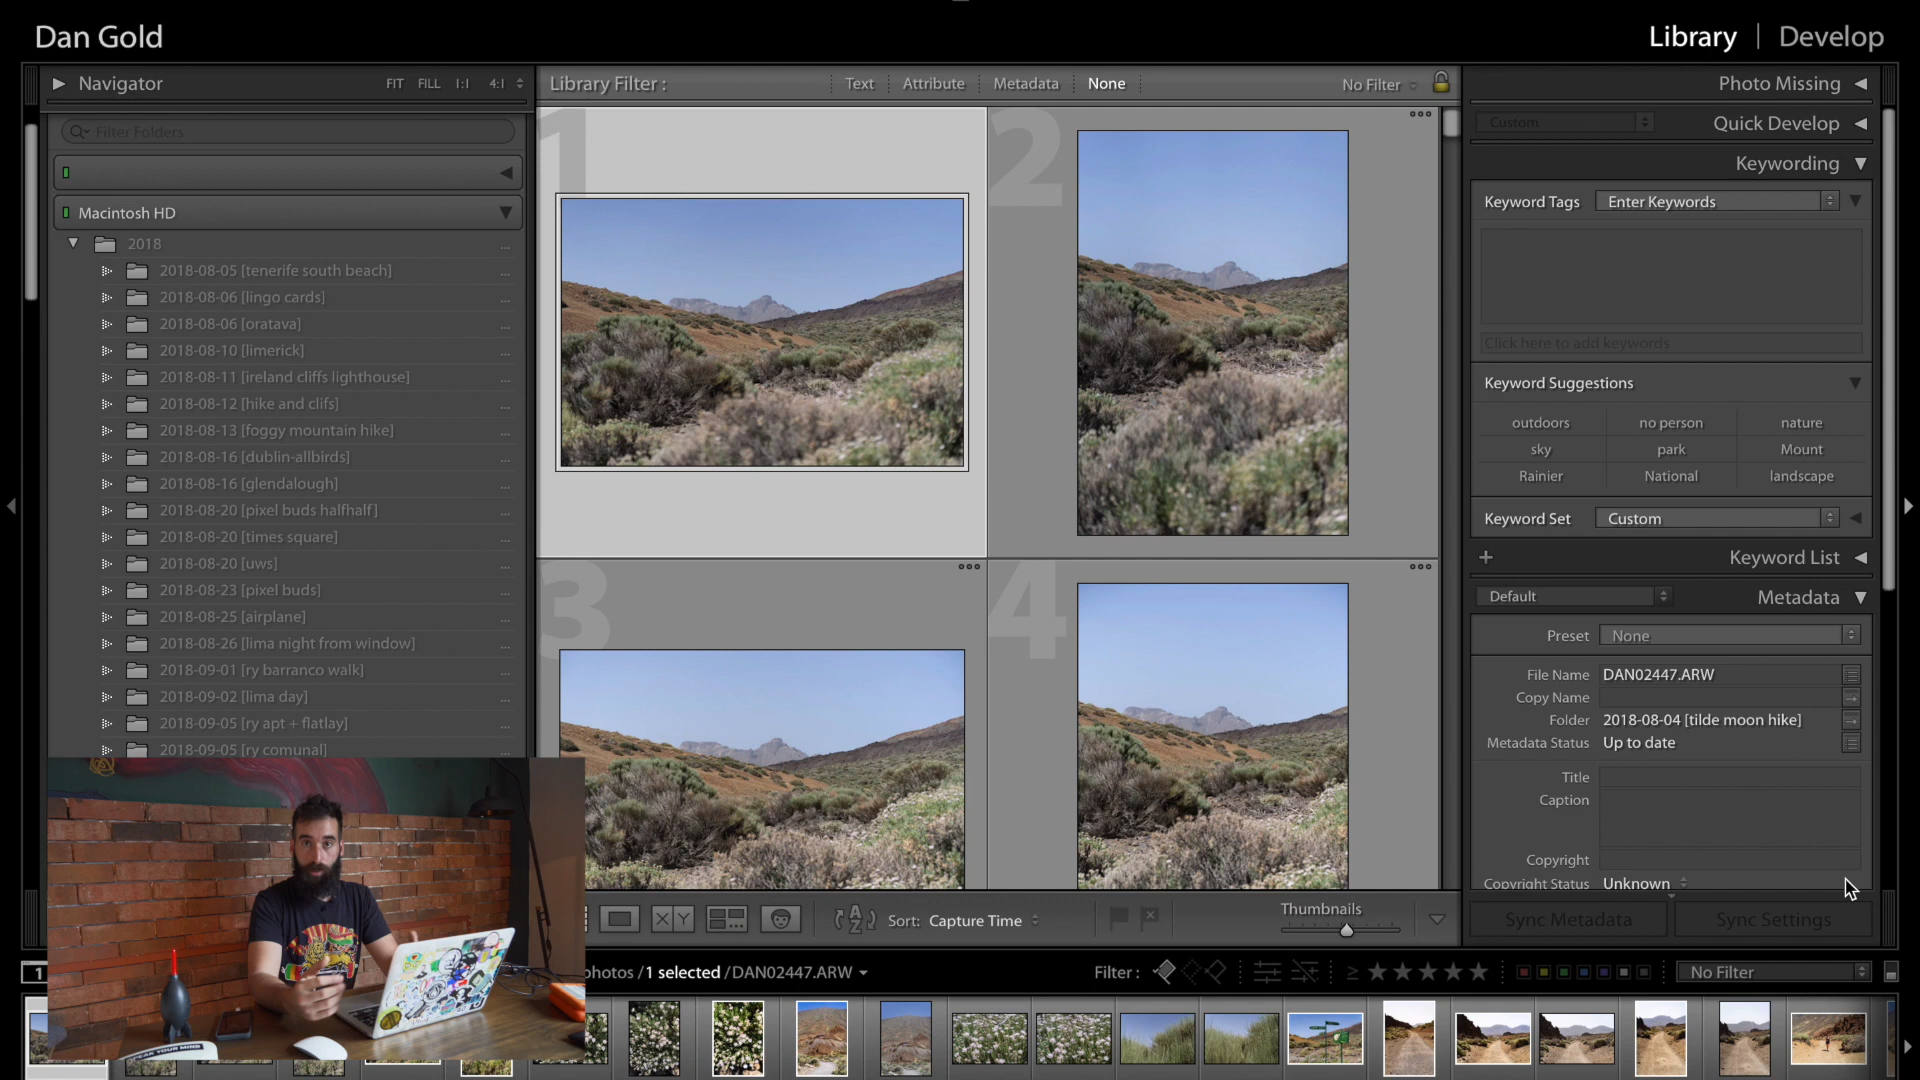 Dan Gold
Library | Develop
Navigator FIT FILL 1:1 4:1
Library Filter : Text Attribute Metadata None No Filter
Photo Missing
Filter Folders
Custom Quick Develop
Keywording
Macintosh HD
2018 ...
2018-08-05 [tenerife south beach] ...
2018-08-06 [lingo cards] ...
2018-08-06 [oratava] ...
2018-08-10 [limerick] ...
2018-08-11 [ireland cliffs lighthouse] ...
2018-08-12 [hike and clifs] ...
2018-08-13 [foggy mountain hike] ...
2018-08-16 [dublin-allbirds] ...
2018-08-16 [glendalough] ...
2018-08-20 [pixel buds halfhalf] ...
2018-08-20 [times square] ...
2018-08-20 [uws] ...
2018-08-23 [pixel buds] ...
2018-08-25 [airplane] ...
2018-08-26 [lima night from window] ...
2018-09-01 [ry barranco walk] ...
2018-09-02 [lima day] ...
2018-09-05 [ry apt + flatlay] ...
2018-09-05 [ry comunal] ...
1
2
3
4
Keyword Tags Enter Keywords
Click here to add keywords
Keyword Suggestions
outdoors no person nature
sky park Mount
Rainier National landscape
Keyword Set Custom
+ Keyword List
Default Metadata
Preset None
File Name DAN02447.ARW
Copy Name
Folder 2018-08-04 [tilde moon hike]
Metadata Status Up to date
Title
Caption
Copyright
Copyright Status Unknown
Sync Metadata Sync Settings
X Y
A Z Sort: Capture Time
Thumbnails
1
photos / 1 selected / DAN02447.ARW
Filter : ≥ ★ ★ ★ ★ ★ No Filter
SPEAK YOUR MIND